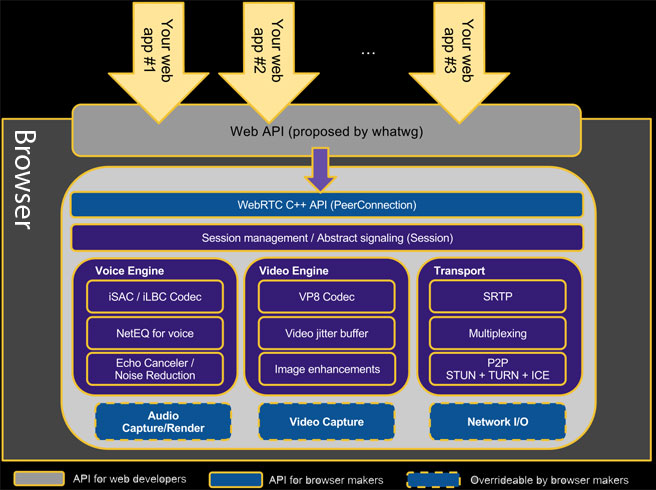 Your web
app #1
Your web
app #2
...
Your web
app #3
Browser
Web API (proposed by whatwg)
WebRTC C++ API (PeerConnection)
Session management / Abstract signaling (Session)
Voice Engine
iSAC / iLBC Codec
NetEQ for voice
Echo Canceler /
Noise Reduction
Video Engine
VP8 Codec
Video jitter buffer
Image enhancements
Transport
SRTP
Multiplexing
P2P
STUN + TURN + ICE
Audio
Capture/Render
Video Capture
Network I/O
API for web developers
API for browser makers
Overrideable by browser makers